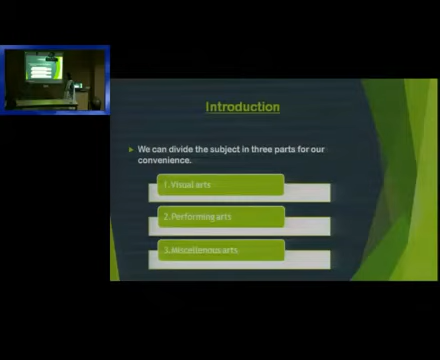 Introduction
We can divide the subject in three parts for our
convenience.
1.Visual arts
2.Performing arts
3.Miscellenous arts